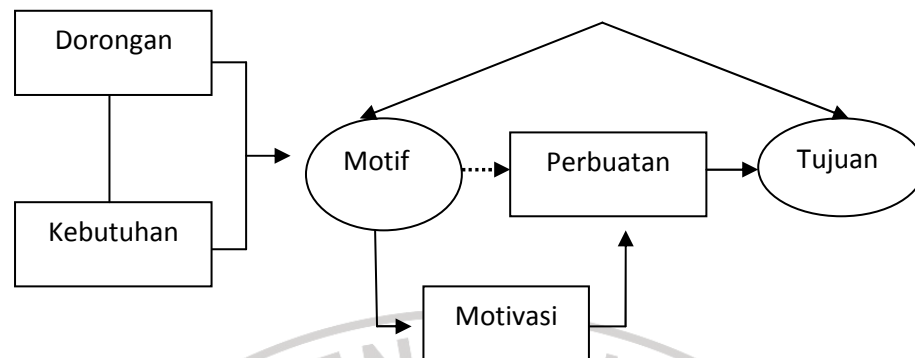 Dorongan
Motif
Perbuatan
Tujuan
Kebutuhan
Motivasi